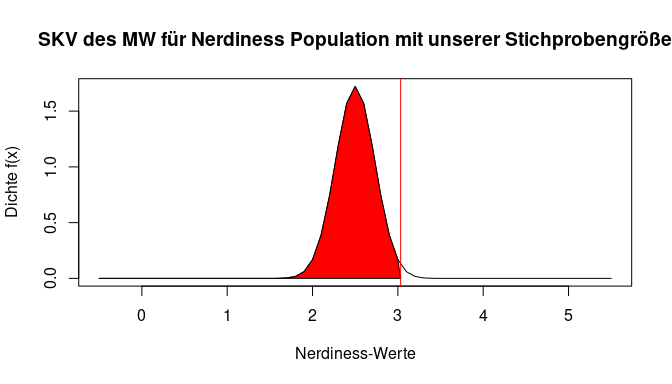 SKV des MW für Nerdiness Population mit unserer Stichprobengröße
Dichte f(x)
1.5
1.0
0.5
0.0
0 1 2 3 4 5
Nerdiness-Werte